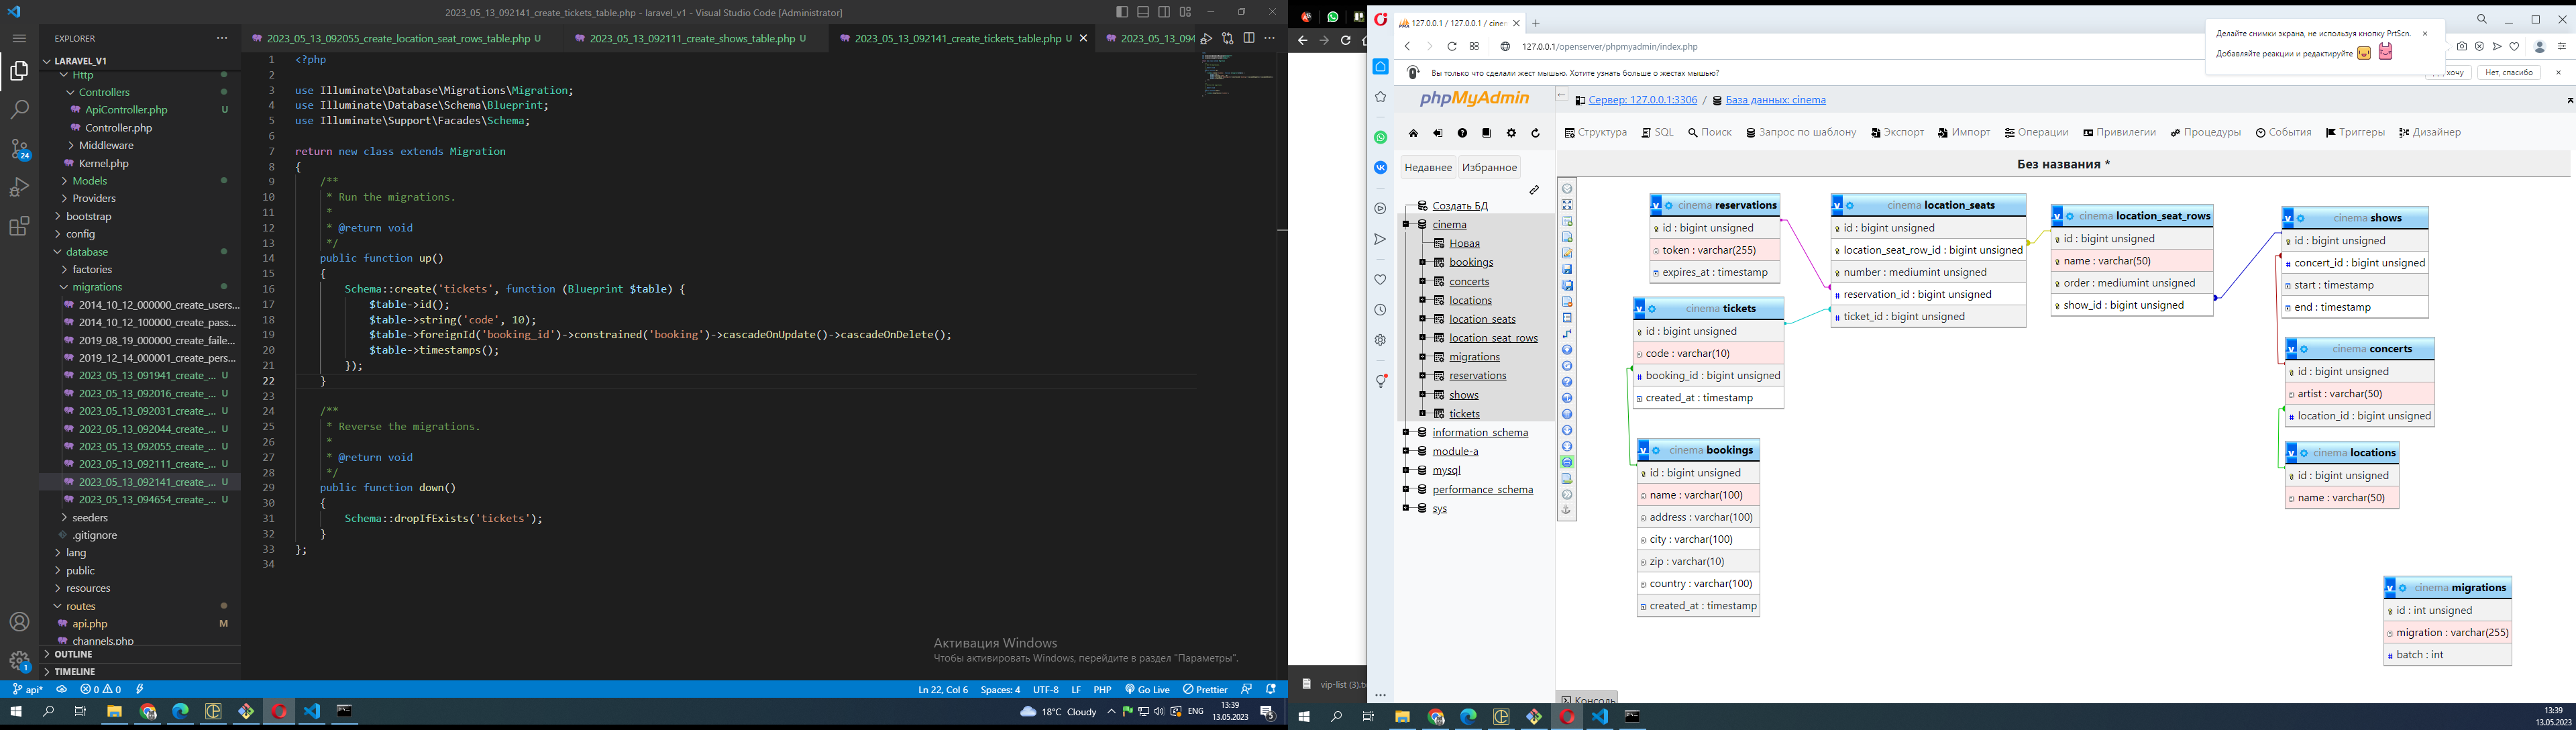 2023_05_13_092141_create_tickets_table.php - laravel_v1 - Visual Studio Code [Administrator]
EXPLORER
LARAVEL_V1
Http
Controllers
ApiController.php U
Controller.php
Middleware
Kernel.php
Models
Providers
bootstrap
config
database
factories
migrations
2014_10_12_000000_create_users...
2014_10_12_100000_create_pass...
2019_08_19_000000_create_faile...
2019_12_14_000001_create_pers...
2023_05_13_091941_create_... U
2023_05_13_092016_create_... U
2023_05_13_092031_create_... U
2023_05_13_092044_create_... U
2023_05_13_092055_create_... U
2023_05_13_092111_create_... U
2023_05_13_092141_create_... U
2023_05_13_094654_create_... U
seeders
.gitignore
lang
public
resources
routes
api.php M
channels.php
OUTLINE
TIMELINE
24
1
2023_05_13_092055_create_location_seat_rows_table.php U
2023_05_13_092111_create_shows_table.php U
2023_05_13_092141_create_tickets_table.php U
2023_05_13_094
1 <?php
2
3 use Illuminate\Database\Migrations\Migration;
4 use Illuminate\Database\Schema\Blueprint;
5 use Illuminate\Support\Facades\Schema;
6
7 return new class extends Migration
8 {
9 /**
10 * Run the migrations.
11 *
12 * @return void
13 */
14 public function up()
15 {
16 Schema::create('tickets', function (Blueprint $table) {
17 $table->id();
18 $table->string('code', 10);
19 $table->foreignId('booking_id')->constrained('booking')->cascadeOnUpdate()->cascadeOnDelete();
20 $table->timestamps();
21 });
22 }
23
24 /**
25 * Reverse the migrations.
26 *
27 * @return void
28 */
29 public function down()
30 {
31 Schema::dropIfExists('tickets');
32 }
33 };
34
Активация Windows
Чтобы активировать Windows, перейдите в раздел "Параметры".
api* 0 0 Ln 22, Col 6 Spaces: 4 UTF-8 LF PHP Go Live Prettier
18°C Cloudy ENG
13:39
13.05.2023
5
127.0.0.1 / 127.0.0.1 / cine
127.0.0.1/openserver/phpmyadmin/index.php
Делайте снимки экрана, не используя кнопку PrtScn.
Добавляйте реакции и редактируйте
Вы только что сделали жест мышью. Хотите узнать больше о жестах мышью?
хочу
Нет, спасибо
phpMyAdmin
Недавнее
Избранное
Создать БД
cinema
Новая
bookings
concerts
locations
location_seats
location_seat_rows
migrations
reservations
shows
tickets
information_schema
module-a
mysql
performance_schema
sys
Сервер: 127.0.0.1:3306 / База данных: cinema
Структура SQL Поиск Запрос по шаблону Экспорт Импорт Операции Привилегии Процедуры События Триггеры Дизайнер
Без названия *
cinema reservations
id : bigint unsigned
token : varchar(255)
expires_at : timestamp
cinema tickets
id : bigint unsigned
code : varchar(10)
booking_id : bigint unsigned
created_at : timestamp
cinema bookings
id : bigint unsigned
name : varchar(100)
address : varchar(100)
city : varchar(100)
zip : varchar(10)
country : varchar(100)
created_at : timestamp
cinema location_seats
id : bigint unsigned
location_seat_row_id : bigint unsigned
number : mediumint unsigned
reservation_id : bigint unsigned
ticket_id : bigint unsigned
cinema location_seat_rows
id : bigint unsigned
name : varchar(50)
order : mediumint unsigned
show_id : bigint unsigned
cinema shows
id : bigint unsigned
concert_id : bigint unsigned
start : timestamp
end : timestamp
cinema concerts
id : bigint unsigned
artist : varchar(50)
location_id : bigint unsigned
cinema locations
id : bigint unsigned
name : varchar(50)
cinema migrations
id : int unsigned
migration : varchar(255)
batch : int
Консоль
vip-list (3).t
13:39
13.05.2023